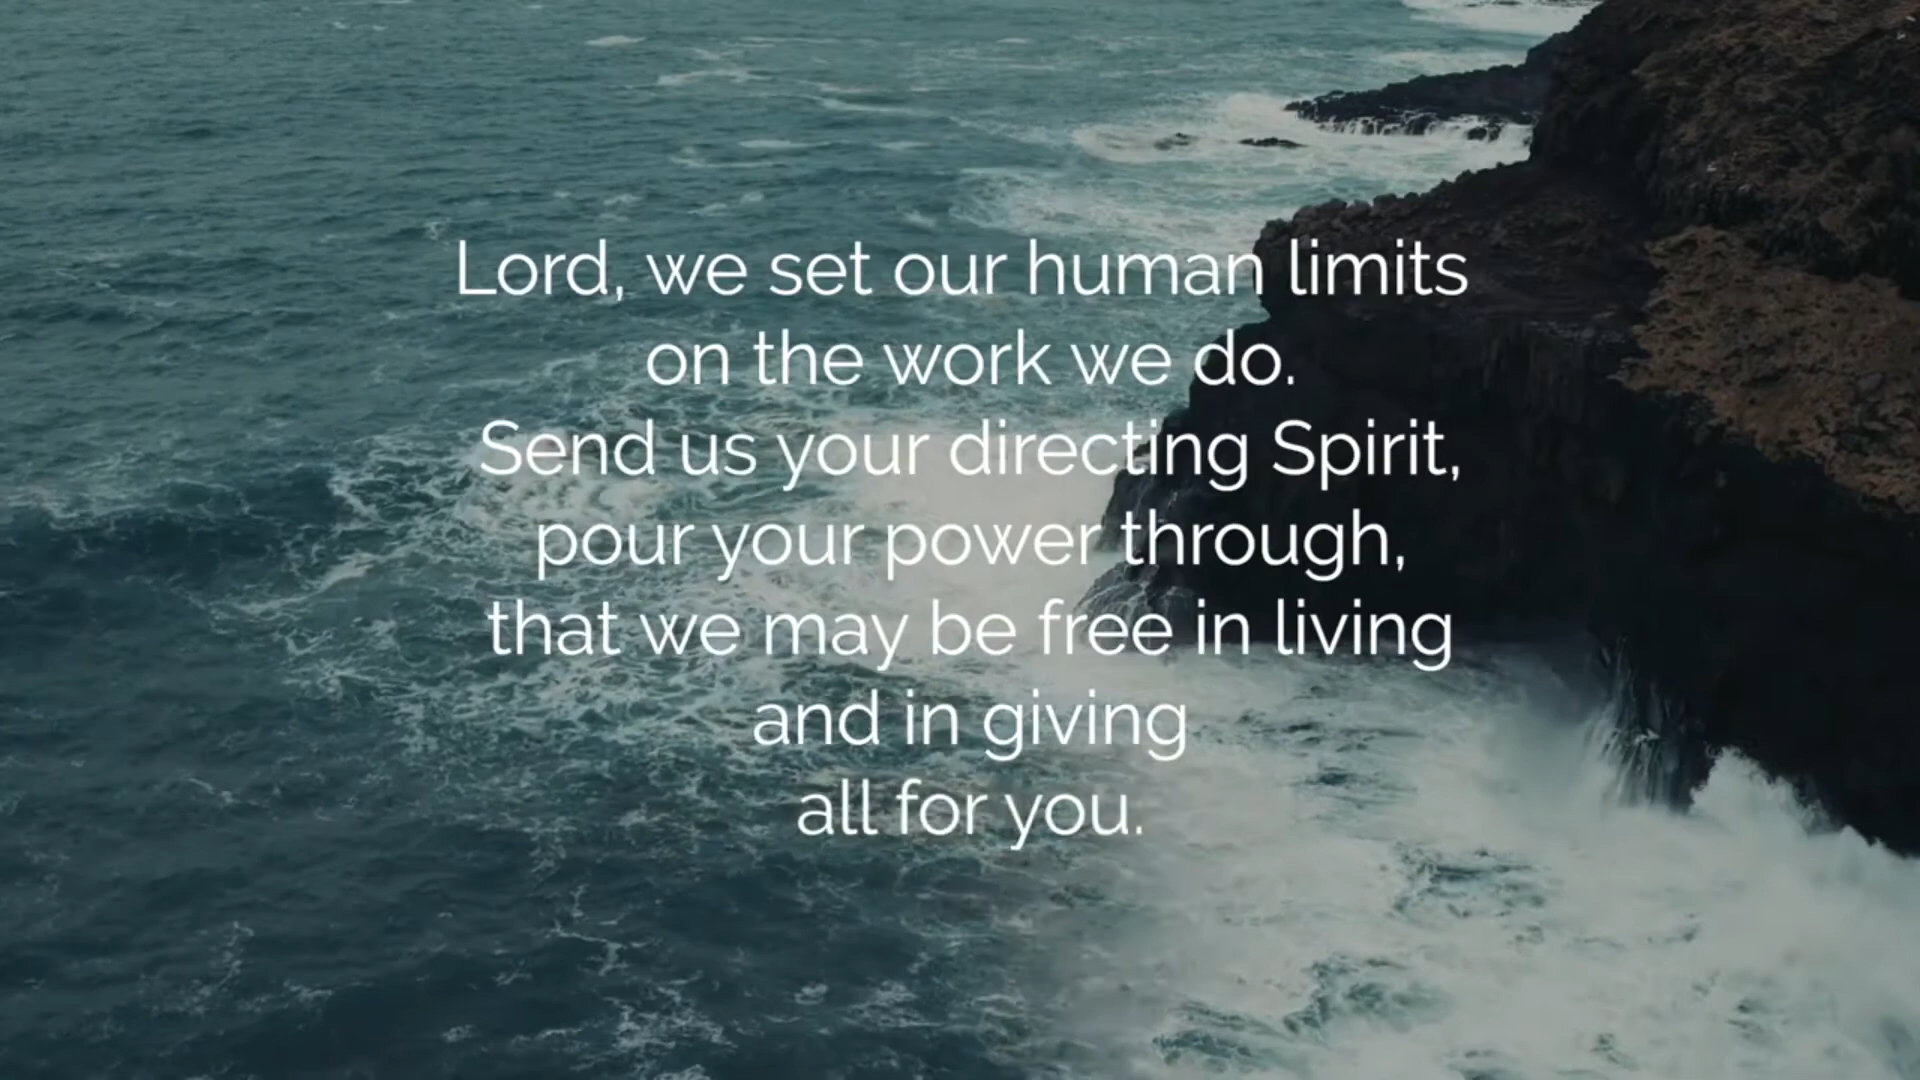 Lord, we set our human limits
on the work we do.
Send us your directing Spirit,
pour your power through,
that we may be free in living
and in giving
all for you.